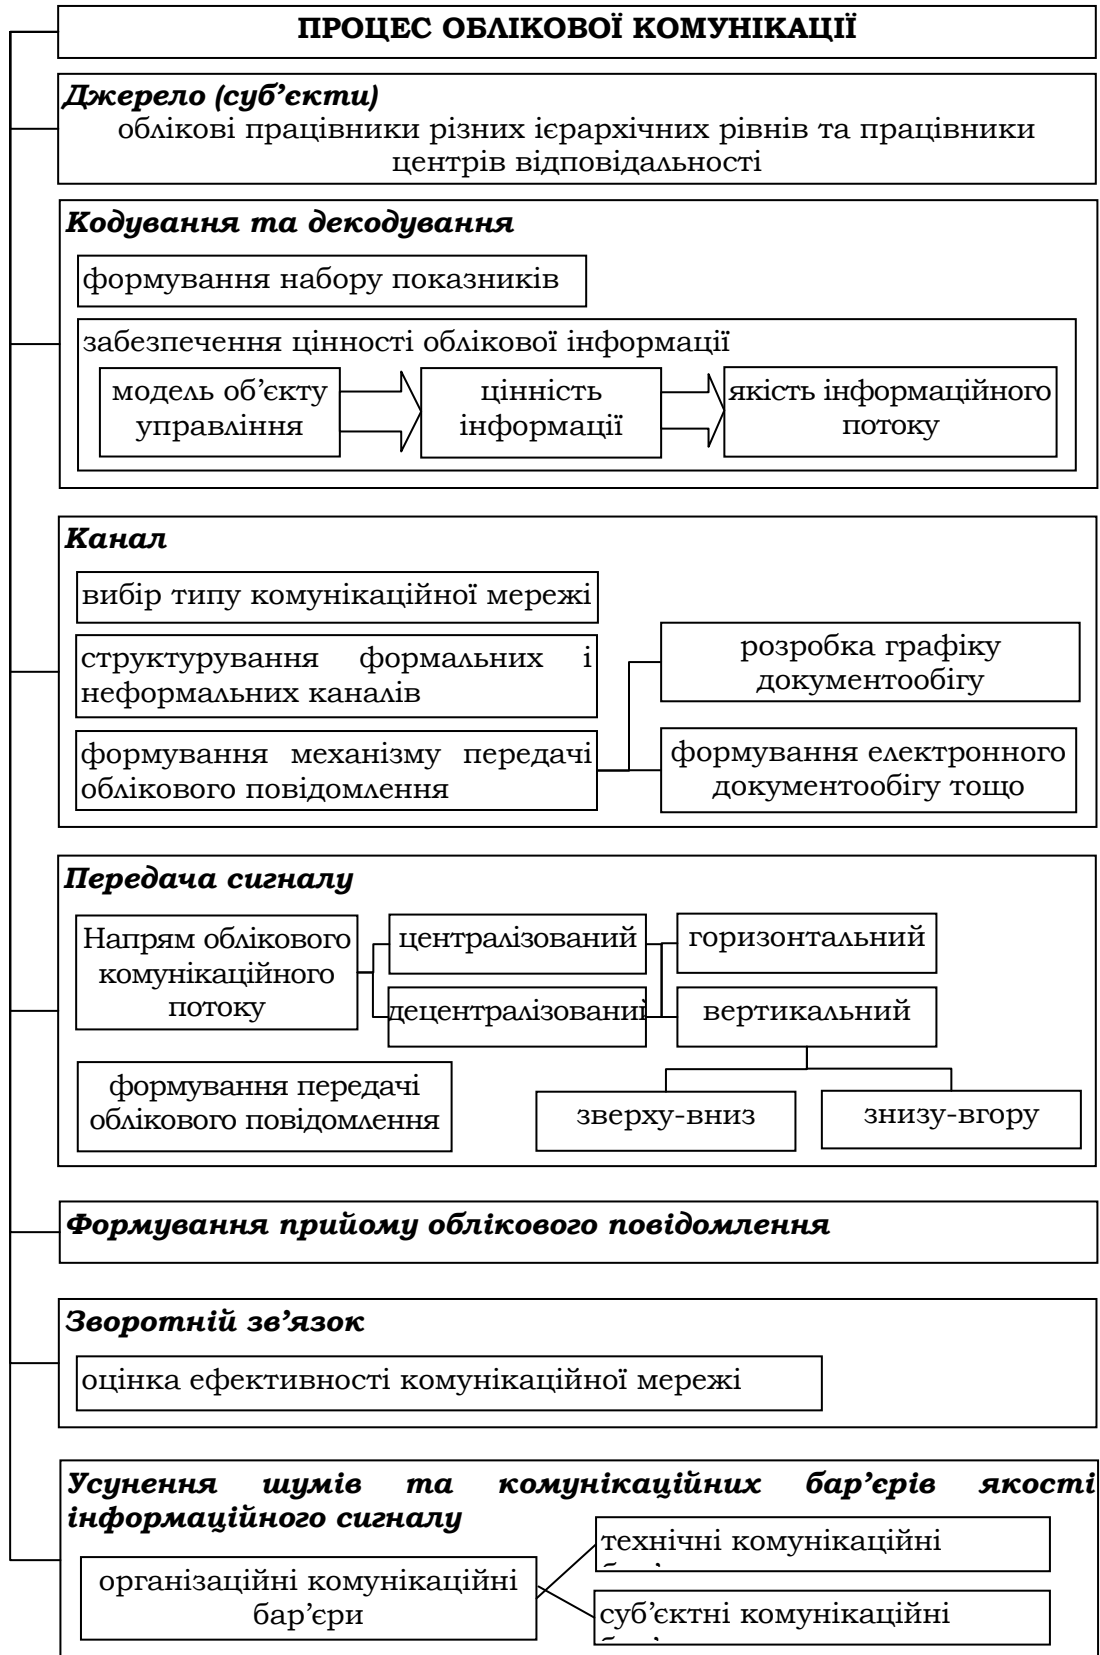 ПРОЦЕС ОБЛІКОВОЇ КОМУНІКАЦІЇ
Джерело (суб’єкти)
облікові працівники різних ієрархічних рівнів та працівники
центрів відповідальності
Кодування та декодування
формування набору показників
забезпечення цінності облікової інформації
модель об’єкту
управління
цінність
інформації
якість інформаційного
потоку
Канал
вибір типу комунікаційної мережі
структурування формальних і
неформальних каналів
формування механізму передачі
облікового повідомлення
розробка графіку
документообігу
формування електронного
документообігу тощо
Передача сигналу
Напрям облікового
комунікаційного
потоку
централізований
децентралізований
горизонтальний
вертикальний
зверху-вниз
знизу-вгору
формування передачі
облікового повідомлення
Формування прийому облікового повідомлення
Зворотній зв’язок
оцінка ефективності комунікаційної мережі
Усунення шумів та комунікаційних бар’єрів якості
інформаційного сигналу
організаційні комунікаційні
бар’єри
технічні комунікаційні
суб’єктні комунікаційні